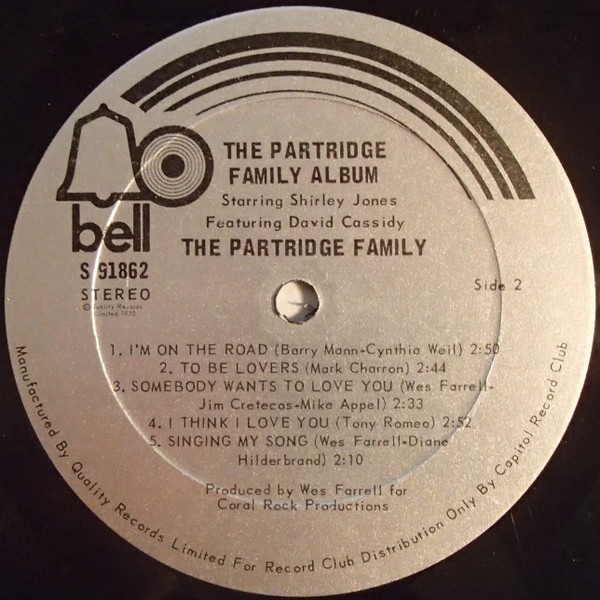 THE PARTRIDGE
FAMILY ALBUM
Starring Shirley Jones
Featuring David Cassidy
THE PARTRIDGE FAMILY
bell
S 91862
STEREO
© Quality Records
Limited 1970
Side 2
1. I'M ON THE ROAD (Barry Mann-Cynthia Weil) 2:50
2. TO BE LOVERS (Mark Charron) 2:44
3. SOMEBODY WANTS TO LOVE YOU (Wes Farrell-
Jim Cretecos-Mike Appel) 2:33
4. I THINK I LOVE YOU (Tony Romeo) 2:52
5. SINGING MY SONG (Wes Farrell-Diane
Hilderbrand) 2:10
Produced by Wes Farrell for
Coral Rock Productions
Manufactured By Quality Records Limited For Record Club Distribution Only By Capitol Record Club